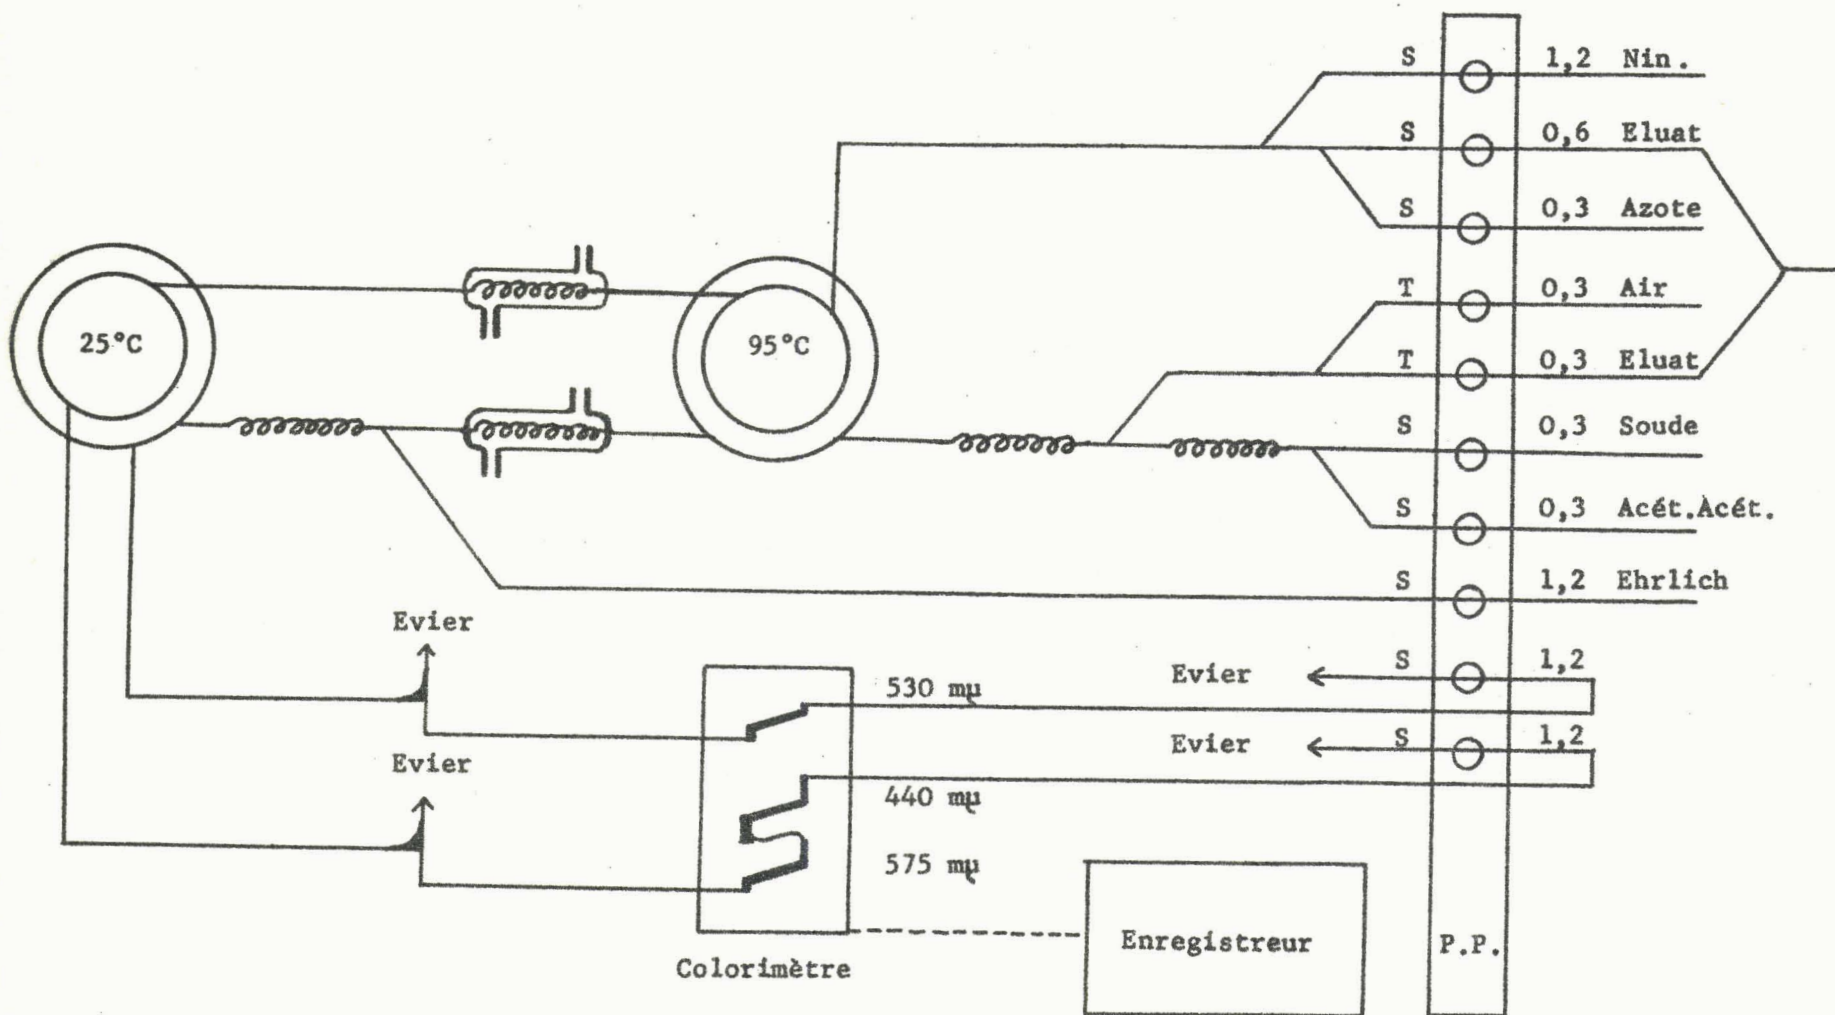 S 1,2 Nin.
S 0,6 Eluat
S 0,3 Azote
T 0,3 Air
25°C 95°C
T 0,3 Eluat
S 0,3 Soude
S 0,3 Acét.Àcét.
S 1,2 Ehrlich
Evier
Evier S 1,2
530 mµ
Evier S 1,2
Evier
440 mµ
575 mµ
Enregistreur P.P.
Colorimètre